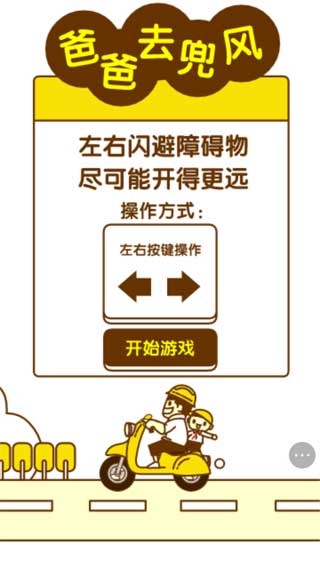 爸爸去兜风
左右闪避障碍物
尽可能开得更远
操作方式：
左右按键操作
开始游戏